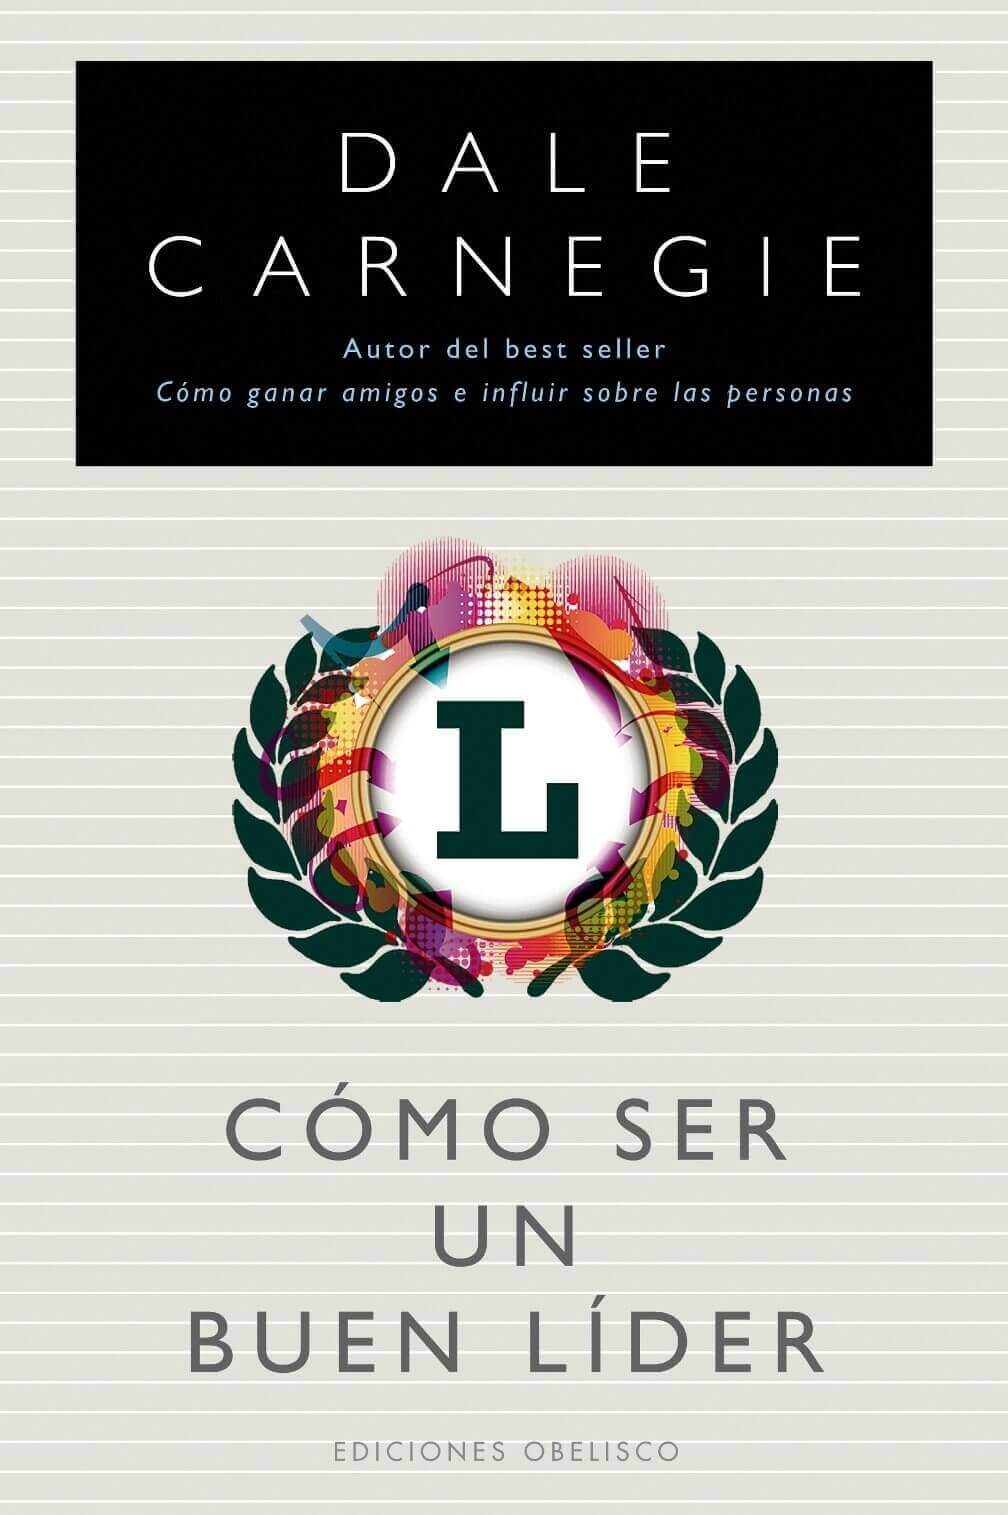 DALE
CARNEGIE
Autor del best seller
Cómo ganar amigos e influir sobre las personas
L
CÓMO SER
UN
BUEN LÍDER
EDICIONES OBELISCO